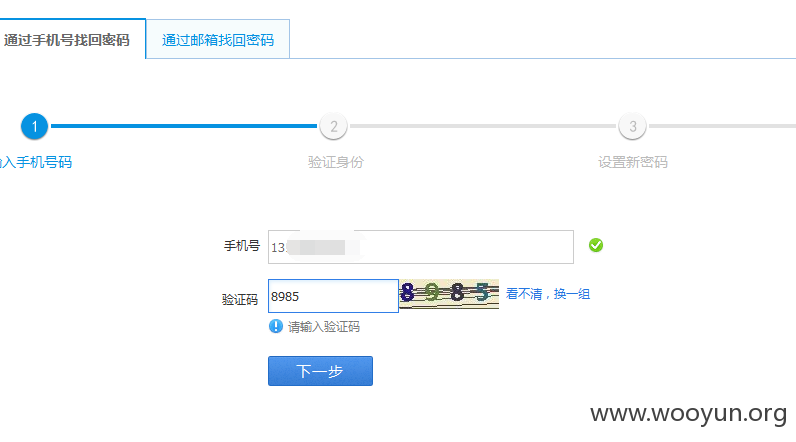 通过手机号找回密码 通过邮箱找回密码
1 2 3
入手机号码 验证身份 设置新密码
手机号 13
验证码 8985 8985 看不清，换一组
请输入验证码
下一步
www.wooyun.org